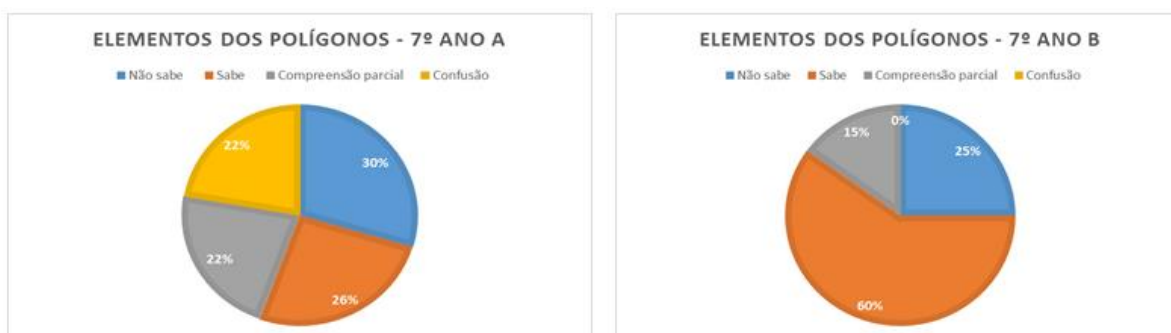 ELEMENTOS DOS POLÍGONOS - 7º ANO A
Não sabe Sabe Compreensão parcial Confusão
22%
30%
22%
26%
ELEMENTOS DOS POLÍGONOS - 7º ANO B
Não sabe Sabe Compreensão parcial Confusão
0%
15%
25%
60%